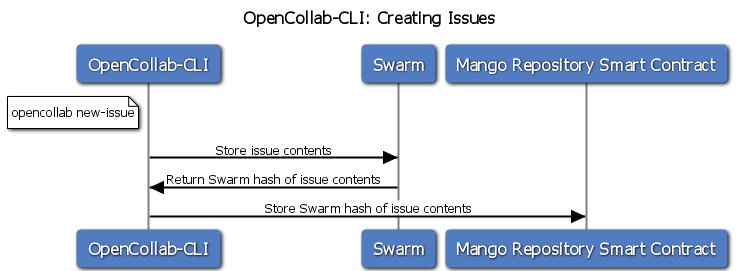 OpenCollab-CLI: Creating Issues
OpenCollab-CLI
Swarm
Mango Repository Smart Contract
opencollab new-issue
Store issue contents
Return Swarm hash of issue contents
Store Swarm hash of issue contents
OpenCollab-CLI
Swarm
Mango Repository Smart Contract